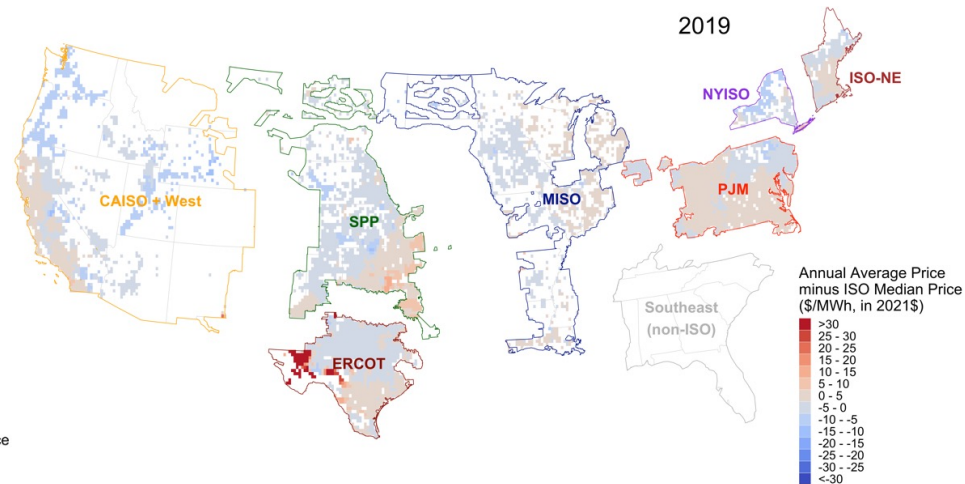 2019
ISO-NE
NYISO
PJM
CAISO + West
SPP
MISO
ERCOT
Southeast
(non-ISO)
Annual Average Price
minus ISO Median Price
($/MWh, in 2021$)
>30
25 - 30
20 - 25
15 - 20
10 - 15
5 - 10
0 - 5
-5 - 0
-10 - -5
-15 - -10
-20 - -15
-25 - -20
-30 - -25
<-30